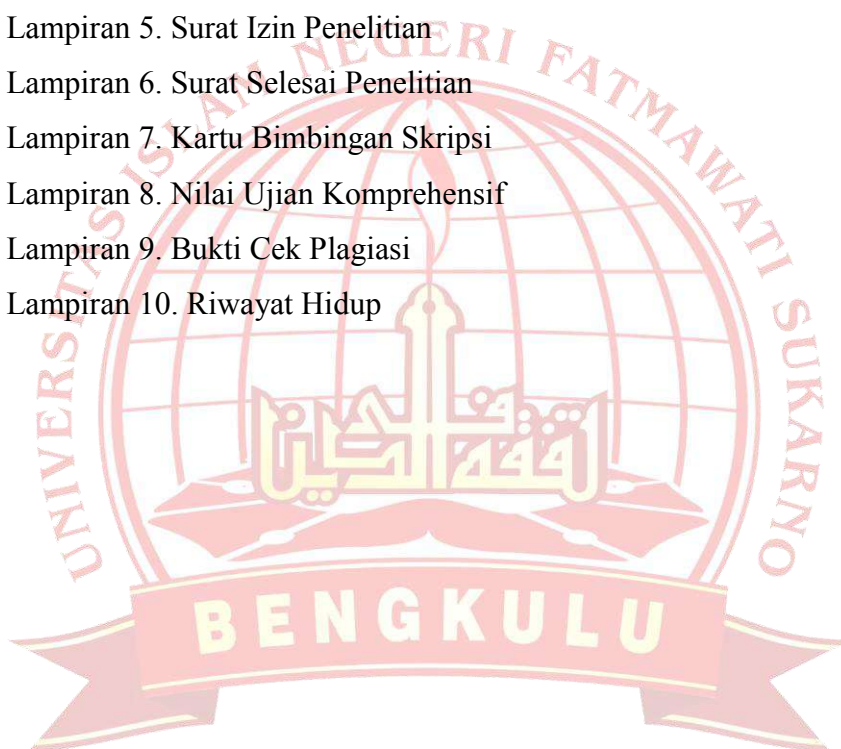 Lampiran 5. Surat Izin Penelitian
Lampiran 6. Surat Selesai Penelitian
Lampiran 7. Kartu Bimbingan Skripsi
Lampiran 8. Nilai Ujian Komprehensif
Lampiran 9. Bukti Cek Plagiasi
Lampiran 10. Riwayat Hidup
UNIVERSITAS ISLAM NEGERI FATMAWATI SUKARNO
BENGKULU